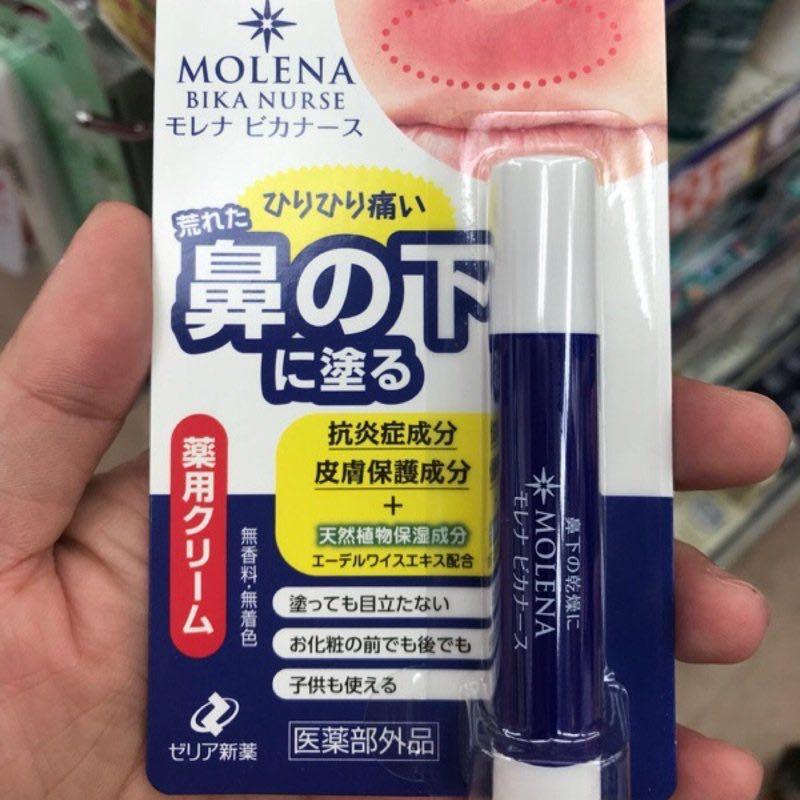 MOLENA
BIKA NURSE
モレナ ビカナース
ひりひり痛い
荒れた
鼻の下
に塗る
薬用クリーム
無香料・無着色
抗炎症成分
皮膚保護成分
+
天然植物保湿成分
エーデルワイスエキス配合
塗っても目立たない
お化粧の前でも後でも
子供も使える
ゼリア新薬
医薬部外品
鼻下の乾燥に
MOLENA
モレナ ビカナース